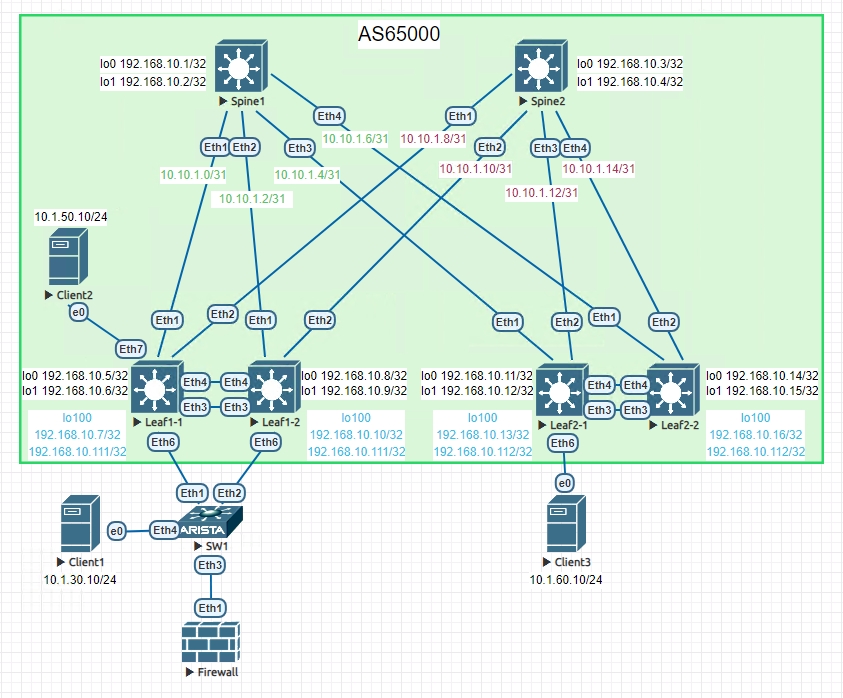 AS65000
lo0 192.168.10.1/32
lo1 192.168.10.2/32
Spine1
lo0 192.168.10.3/32
lo1 192.168.10.4/32
Spine2
Eth4
Eth1
10.10.1.6/31
10.10.1.8/31
Eth1
Eth2
Eth3
Eth2
Eth3
Eth4
10.10.1.0/31
10.10.1.4/31
10.10.1.10/31
10.10.1.14/31
10.10.1.2/31
10.10.1.12/31
10.1.50.10/24
Client2
e0
Eth7
Eth1
Eth2
Eth1
Eth2
Eth1
Eth2
Eth1
Eth2
lo0 192.168.10.5/32
lo1 192.168.10.6/32
Eth4
Eth4
Eth3
Eth3
lo0 192.168.10.8/32
lo1 192.168.10.9/32
lo0 192.168.10.11/32
lo1 192.168.10.12/32
Eth4
Eth4
Eth3
Eth3
lo0 192.168.10.14/32
lo1 192.168.10.15/32
Leaf1-1
Leaf1-2
Leaf2-1
Leaf2-2
lo100
192.168.10.7/32
192.168.10.111/32
lo100
192.168.10.10/32
192.168.10.111/32
lo100
192.168.10.13/32
192.168.10.112/32
lo100
192.168.10.16/32
192.168.10.112/32
Eth6
Eth6
Eth6
Eth1
Eth2
e0
e0
Eth4
ARISTA
SW1
Client1
10.1.30.10/24
Client3
10.1.60.10/24
Eth3
Eth1
Firewall